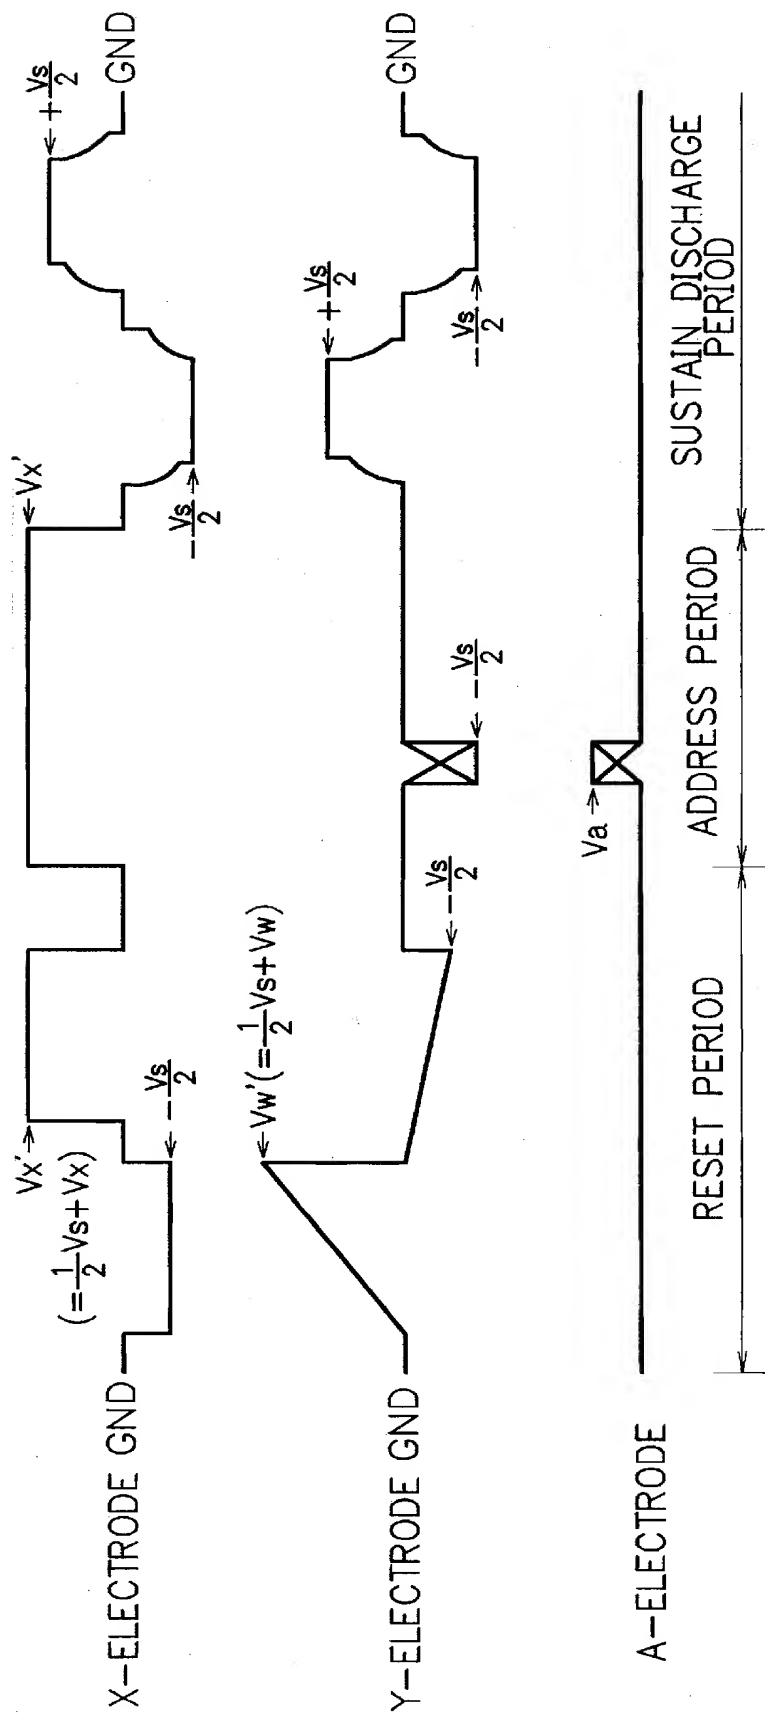 X-ELECTRODE GND
Vx'
(=1/2Vs+Vx)
-Vs/2
Vx'
-Vs/2
+Vs/2
GND
Y-ELECTRODE GND
Vw'(=1/2Vs+Vw)
-Vs/2
-Vs/2
+Vs/2
-Vs/2
GND
A-ELECTRODE
Va
RESET PERIOD
ADDRESS PERIOD
SUSTAIN DISCHARGE
PERIOD